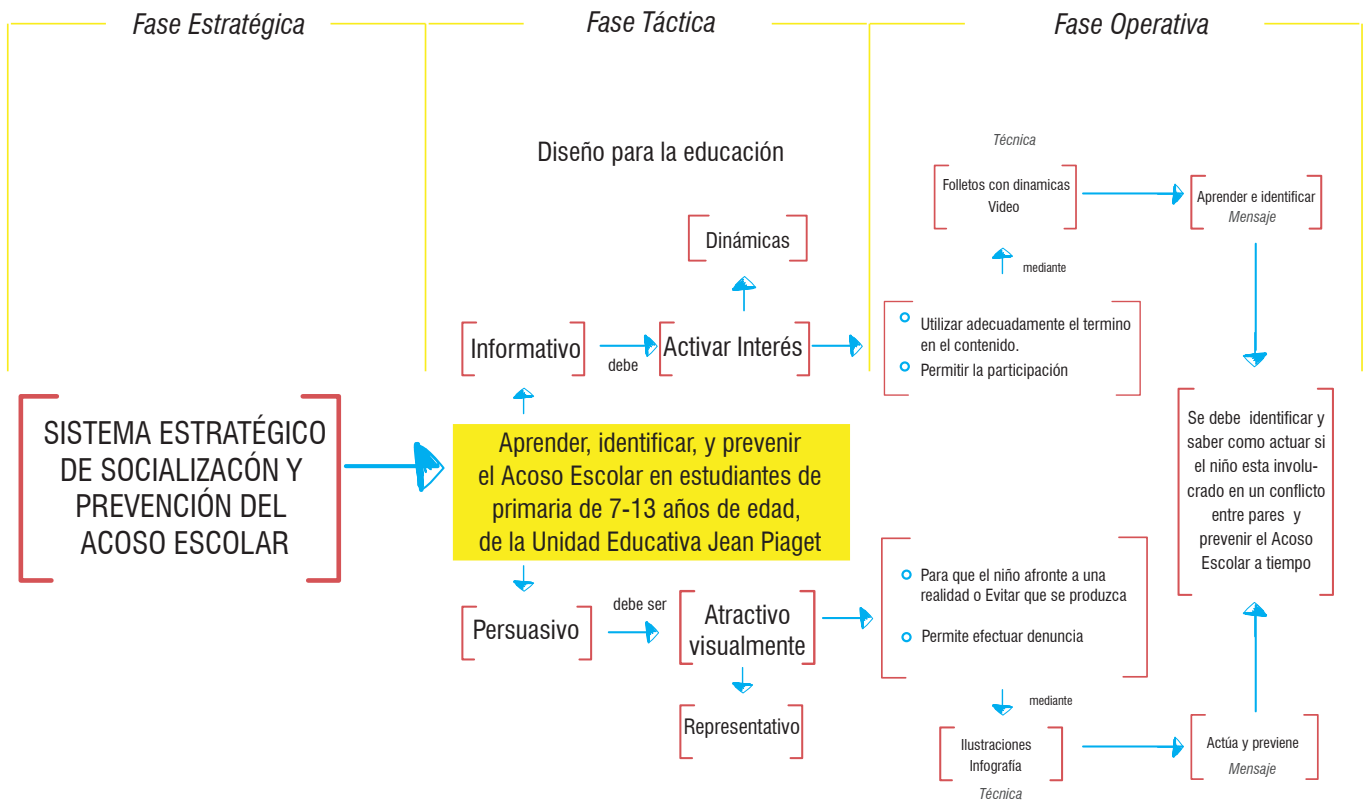 Fase Estratégica
Fase Táctica
Fase Operativa
SISTEMA ESTRATÉGICO
DE SOCIALIZACÓN Y
PREVENCIÓN DEL
ACOSO ESCOLAR
Diseño para la educación
Dinámicas
Informativo
debe
Activar Interés
Aprender, identificar, y prevenir
el Acoso Escolar en estudiantes de
primaria de 7-13 años de edad,
de la Unidad Educativa Jean Piaget
Persuasivo
debe ser
Atractivo
visualmente
Representativo
Técnica
Folletos con dinamicas
Video
Aprender e identificar
Mensaje
mediante
Utilizar adecuadamente el termino
en el contenido.
Permitir la participación
Se debe identificar y
saber como actuar si
el niño esta involu-
crado en un conflicto
entre pares y
prevenir el Acoso
Escolar a tiempo
Para que el niño afronte a una
realidad o Evitar que se produzca
Permite efectuar denuncia
mediante
Ilustraciones
Infografía
Técnica
Actúa y previene
Mensaje